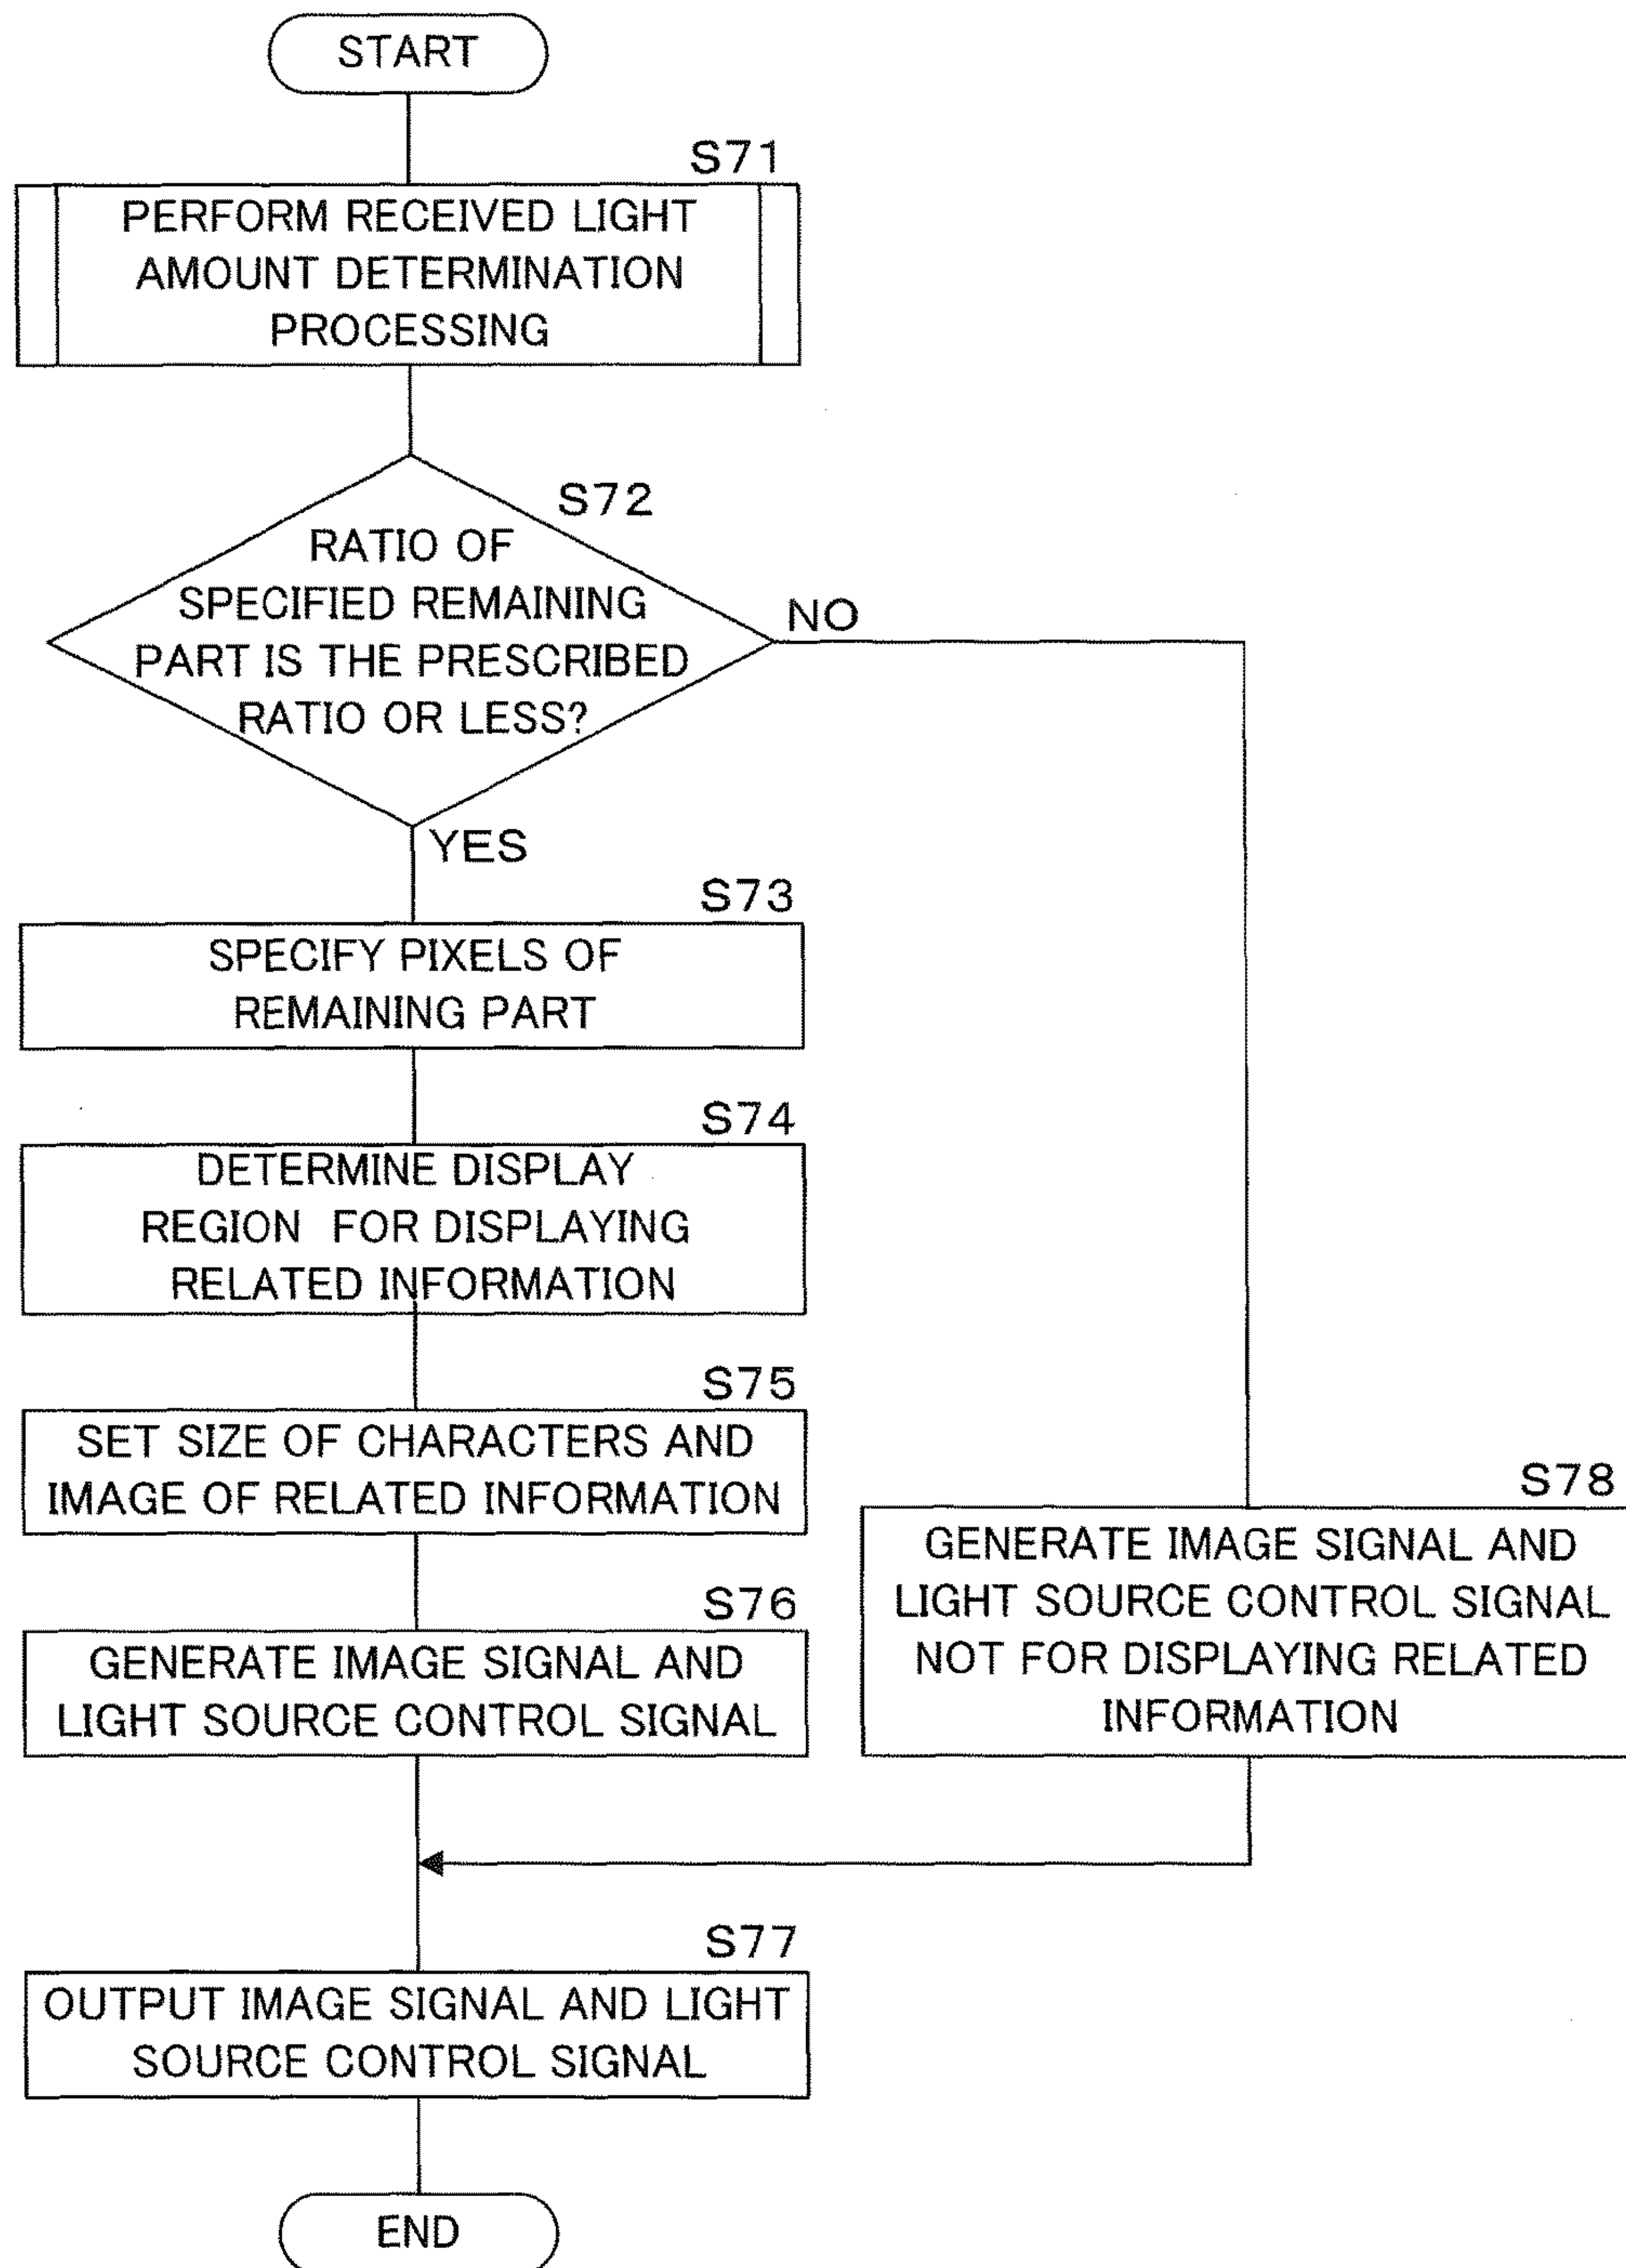 START
S71
PERFORM RECEIVED LIGHT
AMOUNT DETERMINATION
PROCESSING
S72
RATIO OF
SPECIFIED REMAINING
PART IS THE PRESCRIBED
RATIO OR LESS?
NO
YES
S73
SPECIFY PIXELS OF
REMAINING PART
S74
DETERMINE DISPLAY
REGION FOR DISPLAYING
RELATED INFORMATION
S75
SET SIZE OF CHARACTERS AND
IMAGE OF RELATED INFORMATION
S76
GENERATE IMAGE SIGNAL AND
LIGHT SOURCE CONTROL SIGNAL
S78
GENERATE IMAGE SIGNAL AND
LIGHT SOURCE CONTROL SIGNAL
NOT FOR DISPLAYING RELATED
INFORMATION
S77
OUTPUT IMAGE SIGNAL AND LIGHT
SOURCE CONTROL SIGNAL
END